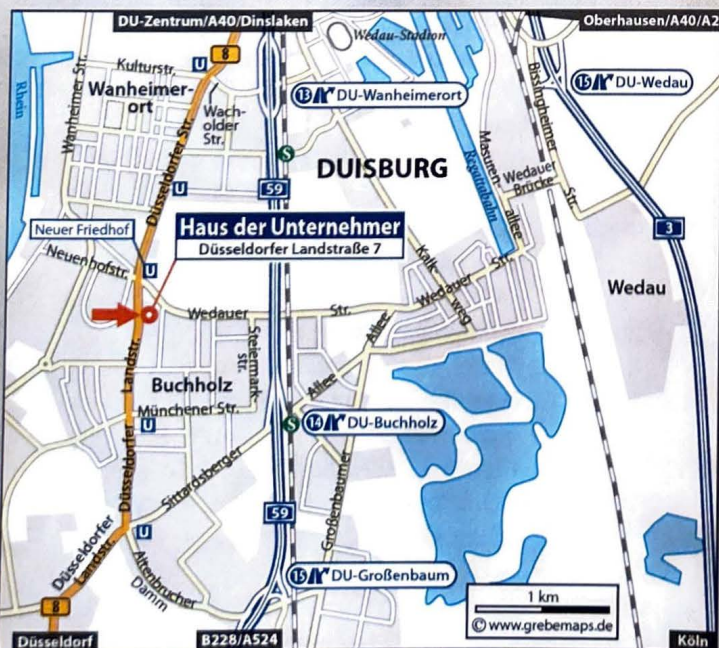 DU-Zentrum/A40/Dinslaken
Oberhausen/A40/A2
8
U
Wedau-Stadion
Kulturstr.
Wanheimer-
ort
Wanheimer Str.
Rhein
Wach-
older
Str.
Düsseldorfer Str.
13 DU-Wanheimerort
15 DU-Wedau
Bissingheimer
Str.
S
DUISBURG
Masuren-
allee
Wedauer
Brücke
Regattabahn
U
59
Neuer Friedhof
Haus der Unternehmer
Düsseldorfer Landstraße 7
3
Neuenhofstr.
U
Kalk-
weg
Wedauer
Str.
Wedau
Wedauer
Str.
Steiermark-
str.
Allee
Buchholz
Allee
Münchener Str.
U
S
14 DU-Buchholz
Düsseldorfer
Landstr.
Sittardsberger
Großenbaumer
59
U
Düsseldorfer
Landstr.
Altenbrucher
Damm
15 DU-Großenbaum
8
1 km
© www.grebemaps.de
Düsseldorf
B228/A524
Köln